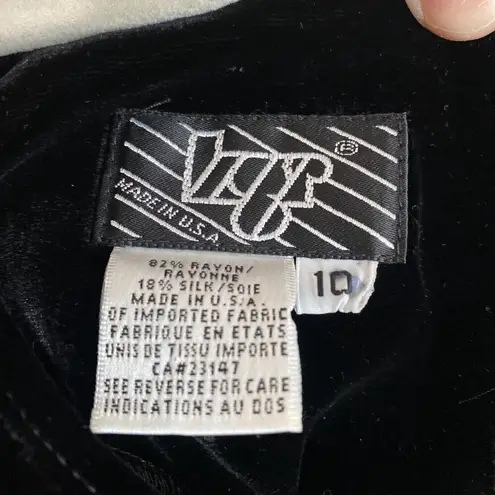 ®
MADE IN U.S.A.
10
82% RAYON/
RAYONNE
18% SILK/SOIE
MADE IN U.S.A.
OF IMPORTED FABRIC
FABRIQUE EN ETATS
UNIS DE TISSU IMPORTE
CA#23147
SEE REVERSE FOR CARE
INDICATIONS AU DOS